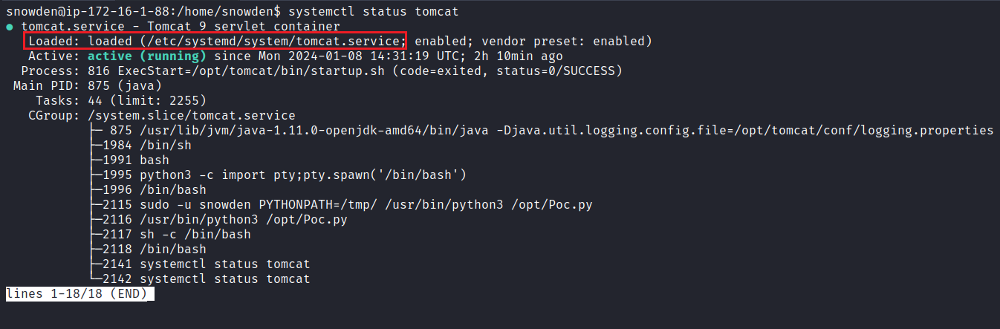 snowden@ip-172-16-1-88:/home/snowden$ systemctl status tomcat
● tomcat.service - Tomcat 9 servlet container
   Loaded: loaded (/etc/systemd/system/tomcat.service; enabled; vendor preset: enabled)
   Active: active (running) since Mon 2024-01-08 14:31:19 UTC; 2h 10min ago
  Process: 816 ExecStart=/opt/tomcat/bin/startup.sh (code=exited, status=0/SUCCESS)
 Main PID: 875 (java)
    Tasks: 44 (limit: 2255)
   CGroup: /system.slice/tomcat.service
           ├─ 875 /usr/lib/jvm/java-1.11.0-openjdk-amd64/bin/java -Djava.util.logging.config.file=/opt/tomcat/conf/logging.properties
           ├─1984 /bin/sh
           ├─1991 bash
           ├─1995 python3 -c import pty;pty.spawn('/bin/bash')
           ├─1996 /bin/bash
           ├─2115 sudo -u snowden PYTHONPATH=/tmp/ /usr/bin/python3 /opt/Poc.py
           ├─2116 /usr/bin/python3 /opt/Poc.py
           ├─2117 sh -c /bin/bash
           ├─2118 /bin/bash
           ├─2141 systemctl status tomcat
           └─2142 systemctl status tomcat
lines 1-18/18 (END)